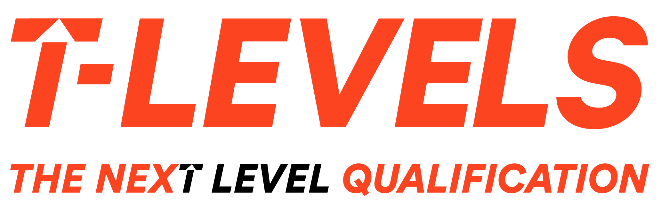 T-LEVELS
THE NEXT LEVEL QUALIFICATION